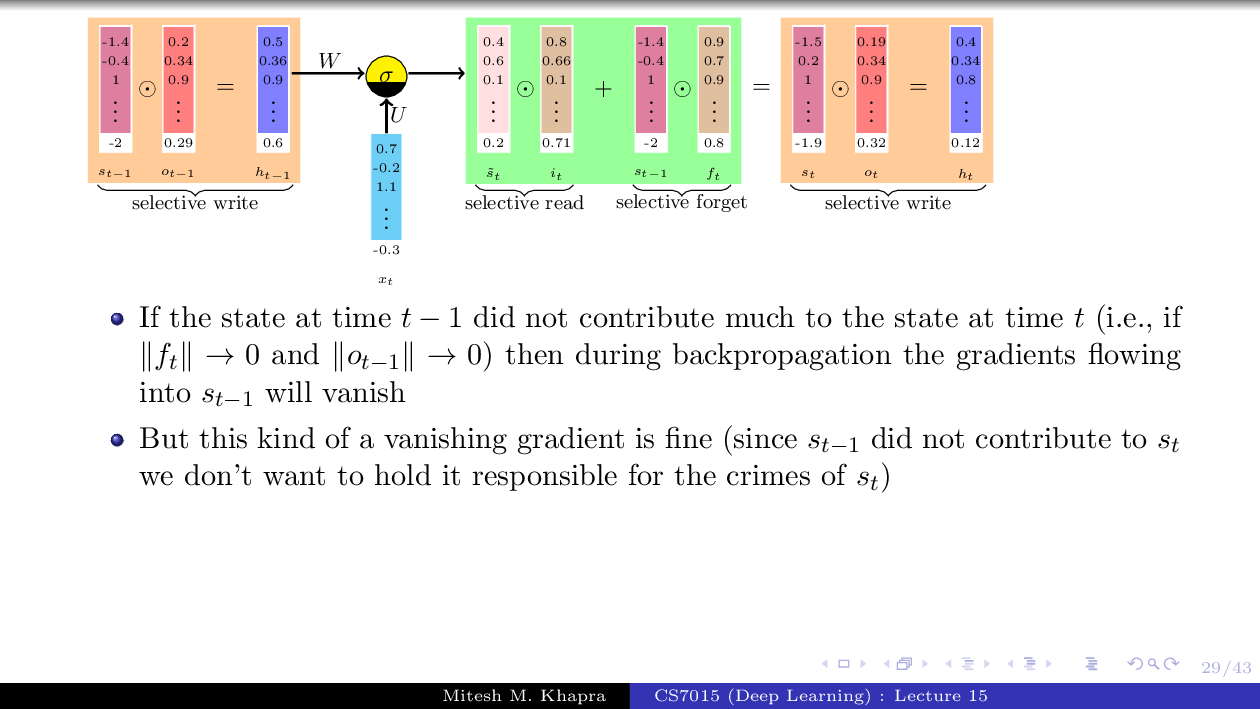 -1.4 0.2 0.5 0.4 0.8 -1.4 0.9 -1.5 0.19 0.4
-0.4 0.34 0.36 W 0.6 0.66 -0.4 0.7 0.2 0.34 0.34
1 ⊙ 0.9 = 0.9 σ 0.1 ⊙ 0.1 + 1 ⊙ 0.9 = 1 ⊙ 0.9 = 0.8
⋮ ⋮ ⋮ U ⋮ ⋮ ⋮ ⋮ ⋮ ⋮ ⋮
-2 0.29 0.6 0.2 0.71 -2 0.8 -1.9 0.32 0.12
s_{t−1} o_{t−1} h_{t−1} s̃_t i_t s_{t−1} f_t s_t o_t h_t
selective write selective read selective forget selective write
0.7
-0.2
1.1
⋮
-0.3
x_t
If the state at time t − 1 did not contribute much to the state at time t (i.e., if
‖f_t‖ → 0 and ‖o_{t−1}‖ → 0) then during backpropagation the gradients flowing
into s_{t−1} will vanish
But this kind of a vanishing gradient is fine (since s_{t−1} did not contribute to s_t
we don't want to hold it responsible for the crimes of s_t)
29/43
Mitesh M. Khapra CS7015 (Deep Learning) : Lecture 15